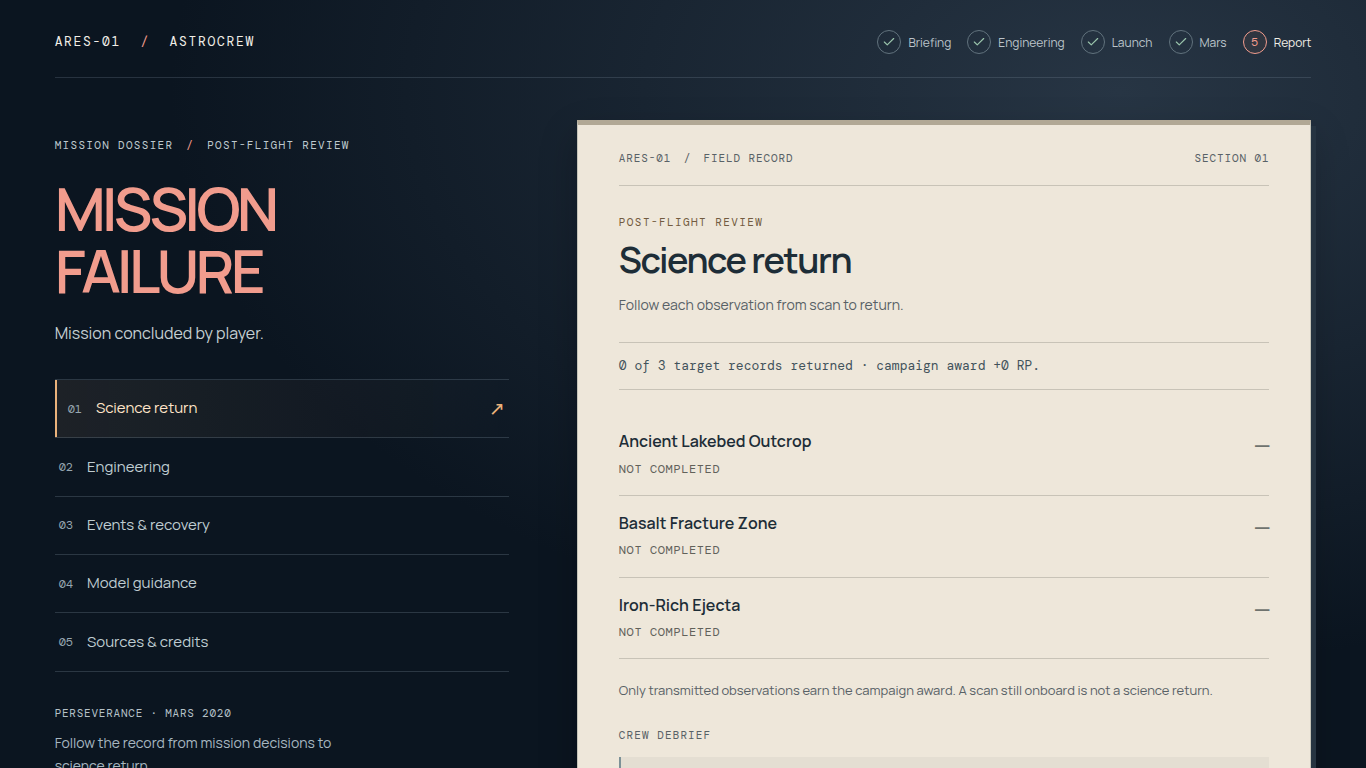 ARES-01 / ASTROCREW
Briefing
Engineering
Launch
Mars
5 Report
MISSION DOSSIER / POST-FLIGHT REVIEW
MISSION
FAILURE
Mission concluded by player.
01 Science return ↗
02 Engineering
03 Events & recovery
04 Model guidance
05 Sources & credits
PERSEVERANCE · MARS 2020
Follow the record from mission decisions to
science return.
ARES-01 / FIELD RECORD
SECTION 01
POST-FLIGHT REVIEW
Science return
Follow each observation from scan to return.
0 of 3 target records returned · campaign award +0 RP.
Ancient Lakebed Outcrop —
NOT COMPLETED
Basalt Fracture Zone —
NOT COMPLETED
Iron-Rich Ejecta —
NOT COMPLETED
Only transmitted observations earn the campaign award. A scan still onboard is not a science return.
CREW DEBRIEF